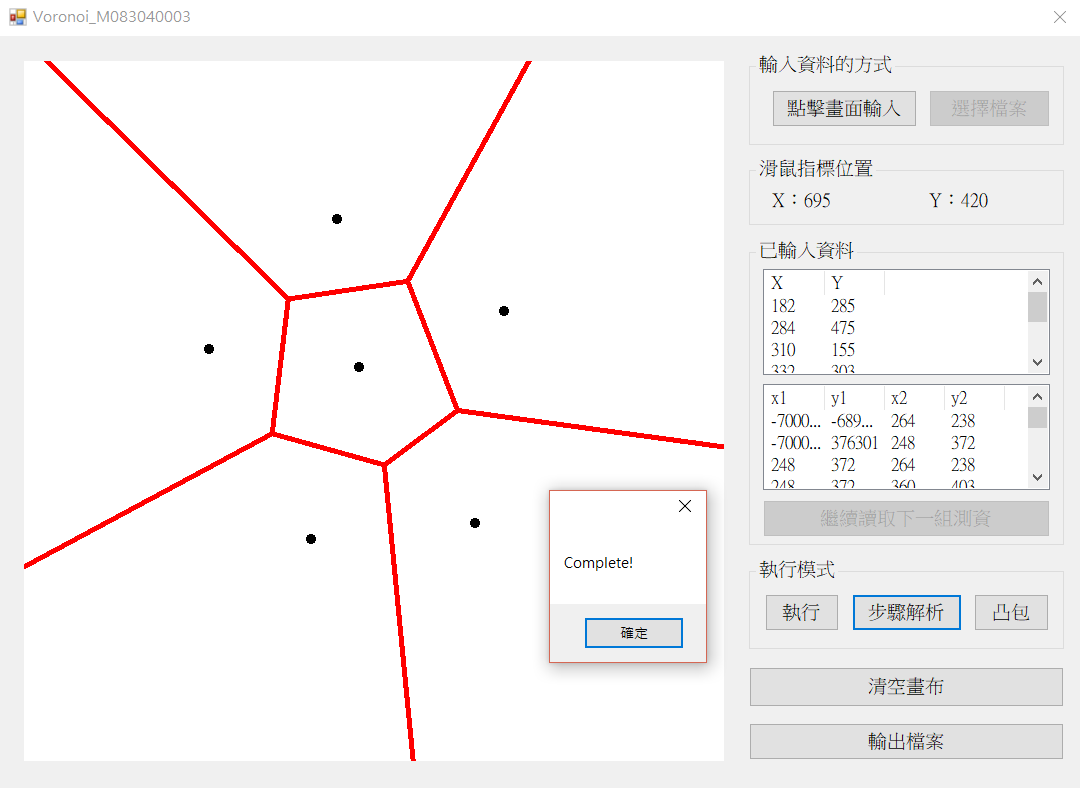 Voronoi_M083040003
輸入資料的方式
點擊畫面輸入 選擇檔案
滑鼠指標位置
X：695 Y：420
已輸入資料
X Y
182 285
284 475
310 155
332 303
x1 y1 x2 y2
-7000... -689... 264 238
-7000... 376301 248 372
248 372 264 238
248 372 360 403
繼續讀取下一組測資
執行模式
執行 步驟解析 凸包
清空畫布
輸出檔案
Complete!
確定